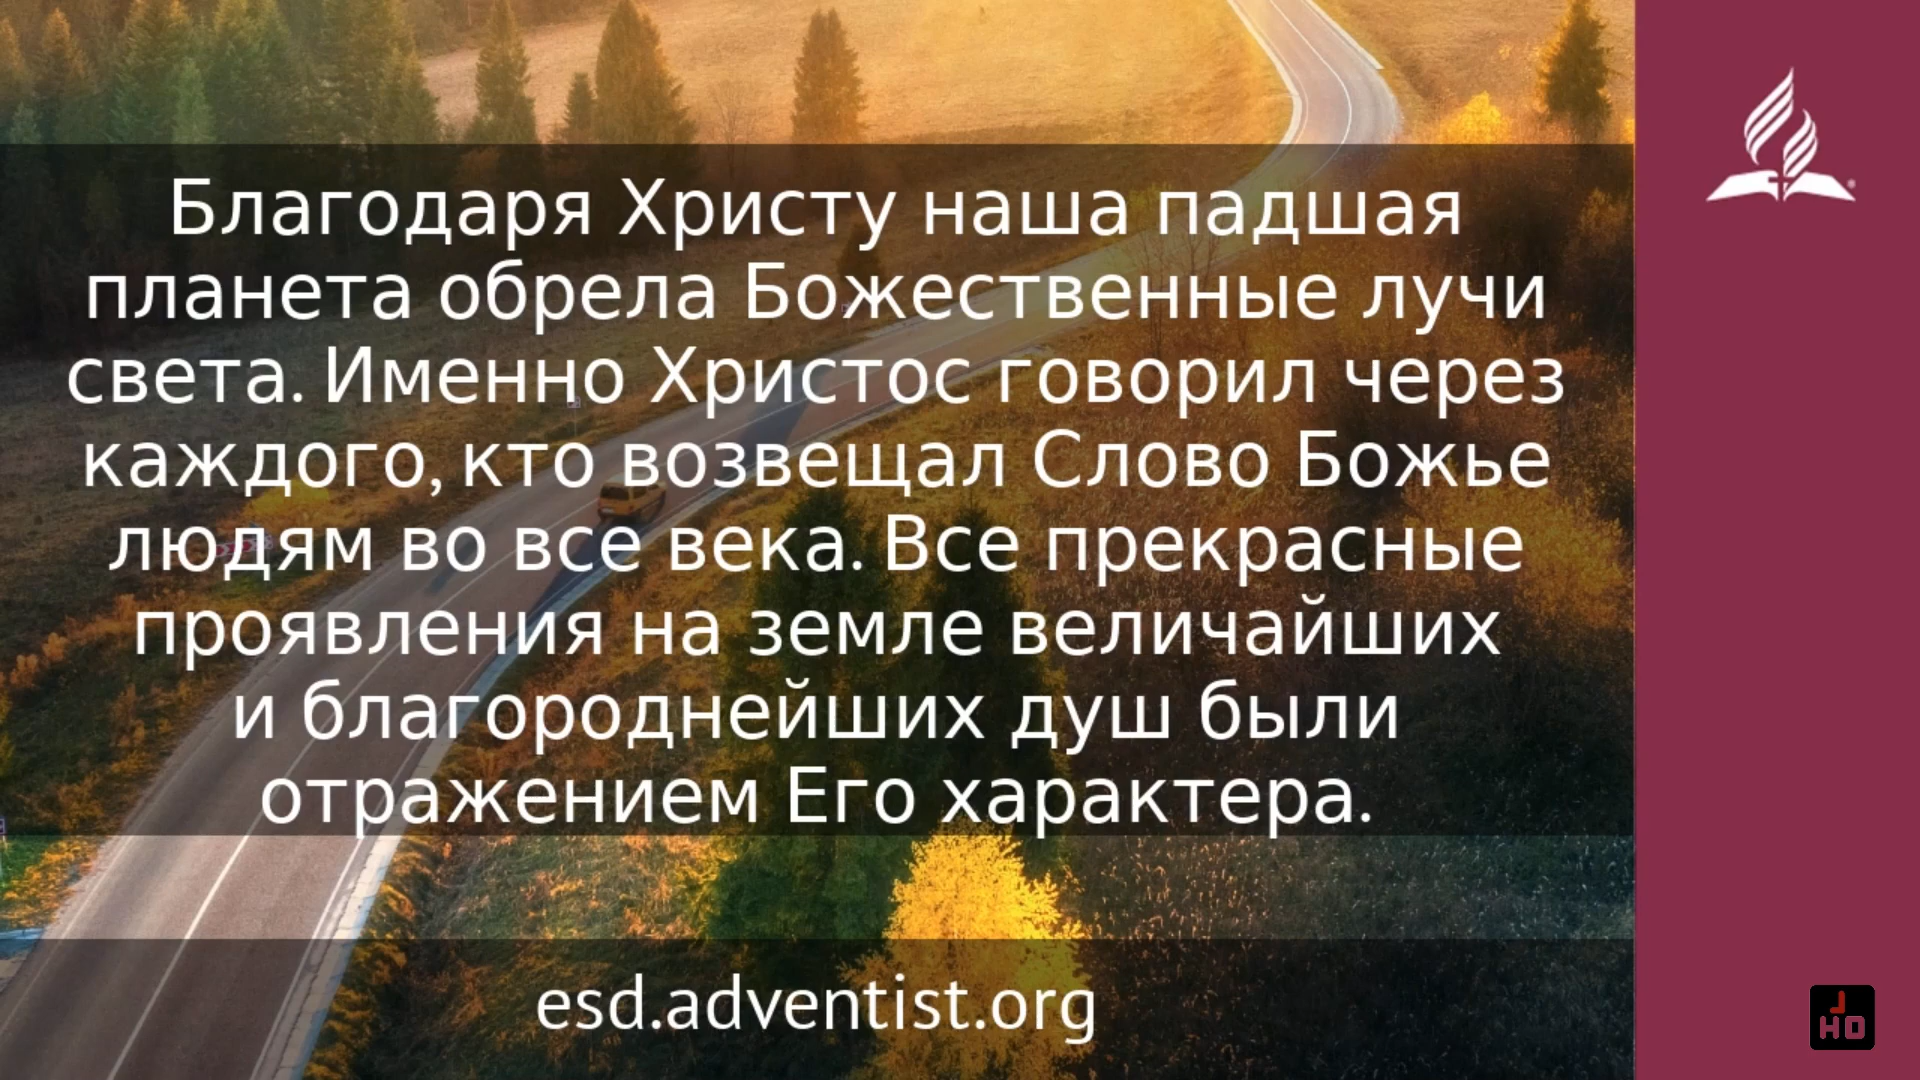 Благодаря Христу наша падшая
планета обрела Божественные лучи
света. Именно Христос говорил через
каждого, кто возвещал Слово Божье
людям во все века. Все прекрасные
проявления на земле величайших
и благороднейших душ были
отражением Его характера.
esd.adventist.org
J
HD